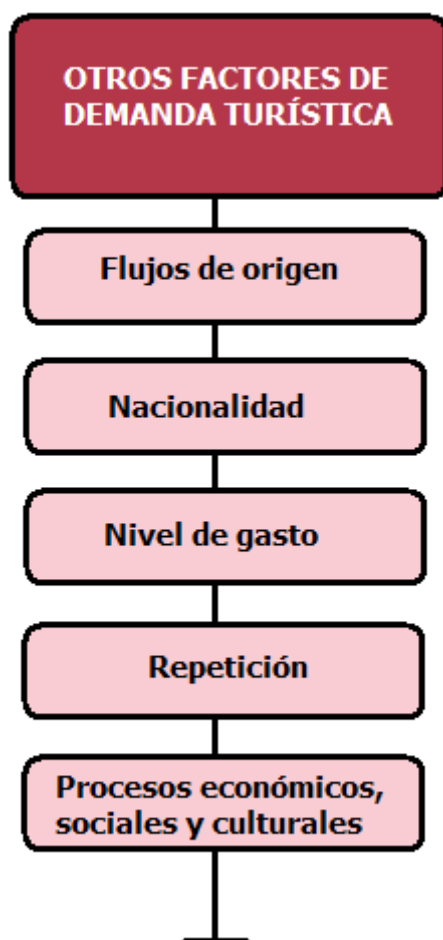 OTROS FACTORES DE
DEMANDA TURÍSTICA
Flujos de origen
Nacionalidad
Nivel de gasto
Repetición
Procesos económicos,
sociales y culturales